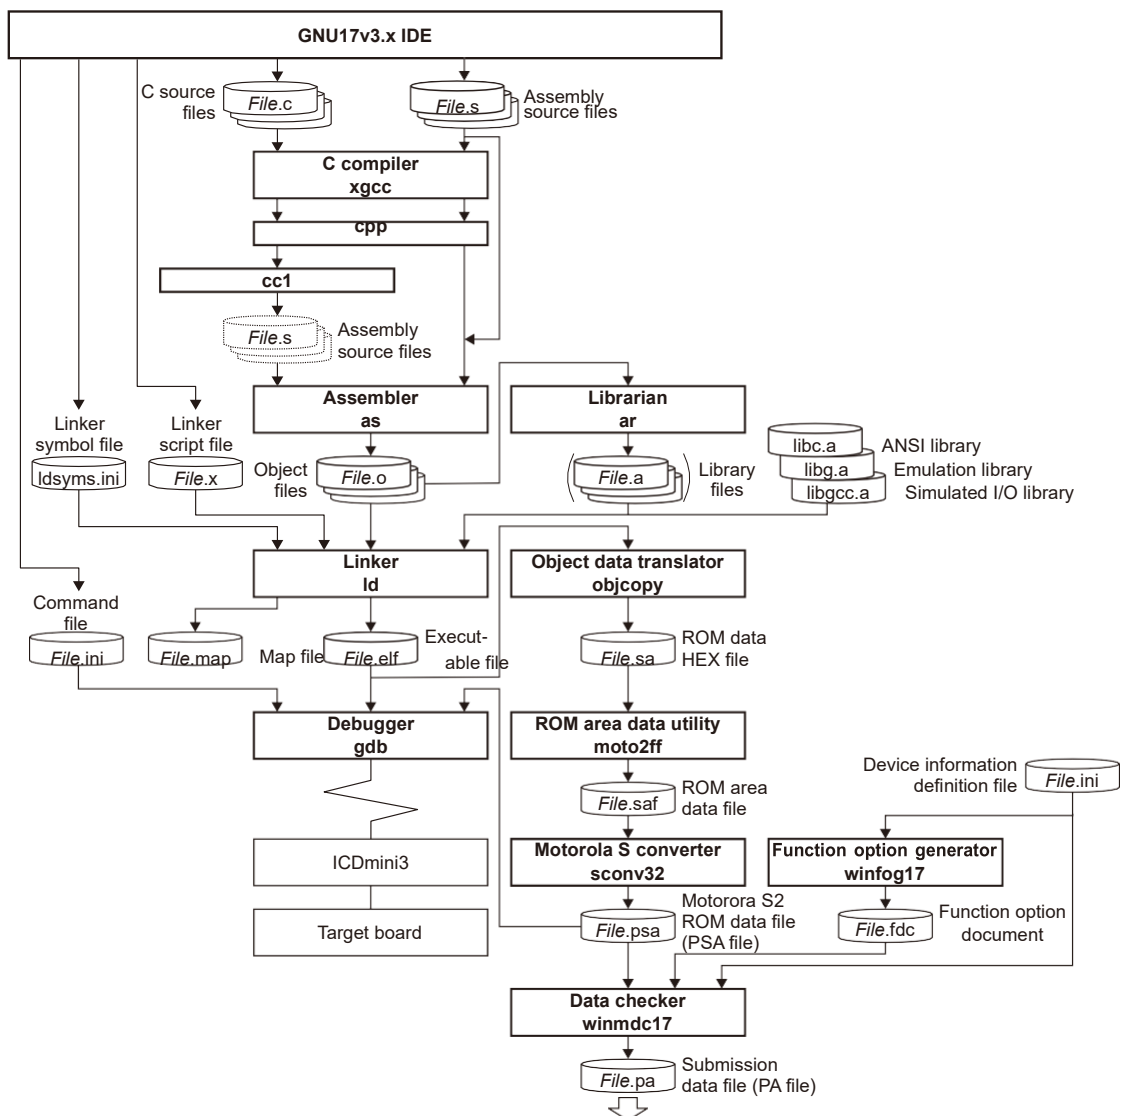 GNU17v3.x IDE
C source
files
File.c
File.s
Assembly
source files
C compiler
xgcc
cpp
cc1
File.s
Assembly
source files
Assembler
as
Librarian
ar
Linker
symbol file
ldsyms.ini
Linker
script file
File.x
Object
files
File.o
File.a
Library
files
libc.a
ANSI library
libg.a
Emulation library
libgcc.a
Simulated I/O library
Linker
ld
Object data translator
objcopy
Command
file
File.ini
File.map
Map file
File.elf
Execut-
able file
File.sa
ROM data
HEX file
Debugger
gdb
ROM area data utility
moto2ff
Device information
definition file
File.ini
File.saf
ROM area
data file
ICDmini3
Motorola S converter
sconv32
Function option generator
winfog17
Target board
File.psa
Motorora S2
ROM data file
(PSA file)
File.fdc
Function option
document
Data checker
winmdc17
File.pa
Submission
data file (PA file)